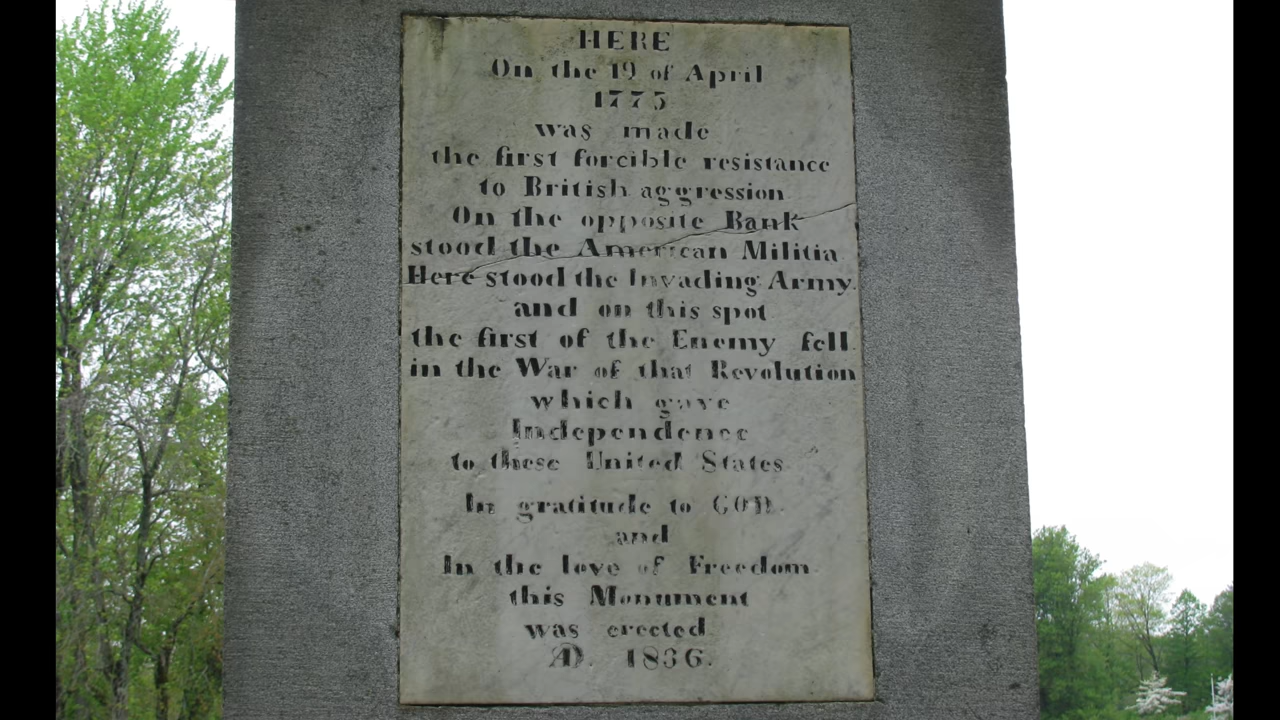 HERE
On the 19 of April
1775
was made
the first forcible resistance
to British aggression
On the opposite Bank
stood the American Militia
Here stood the Invading Army
and on this spot
the first of the Enemy fell
in the War of that Revolution
which gave
Independence
to these United States
In gratitude to GOD
and
In the love of Freedom
this Monument
was erected
AD. 1836.